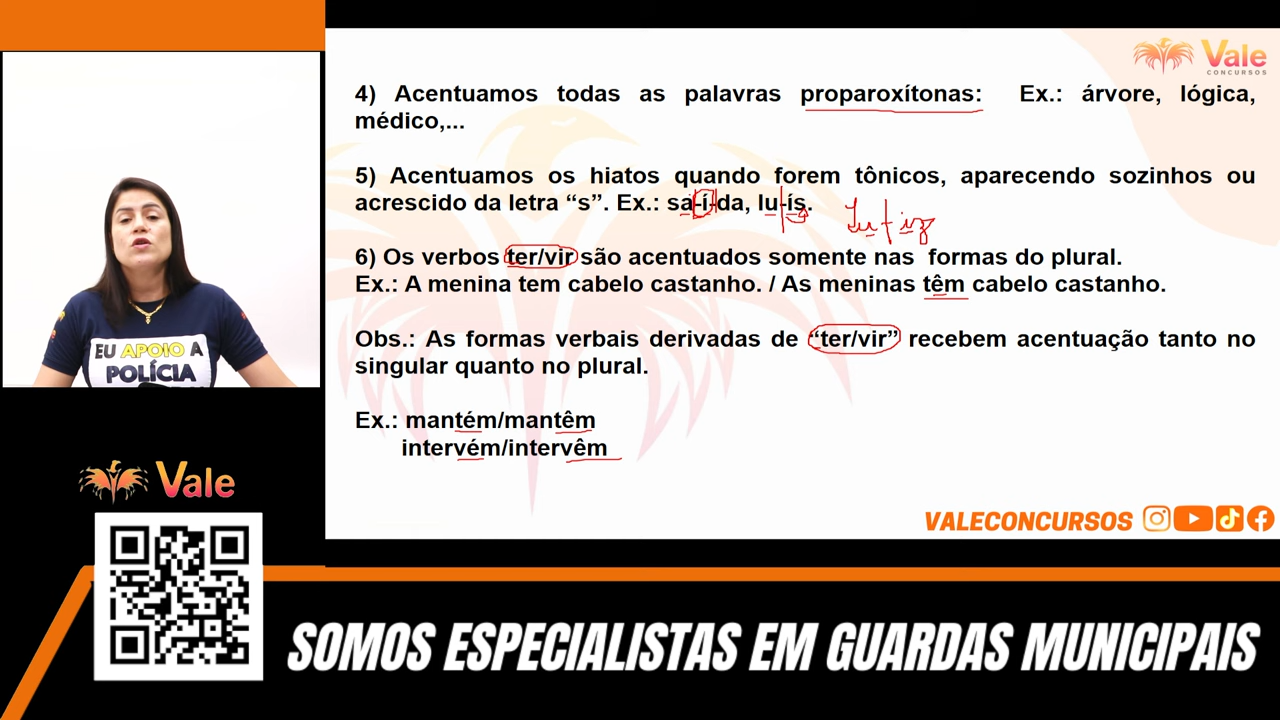 Vale
CONCURSOS
4) Acentuamos todas as palavras proparoxítonas: Ex.: árvore, lógica,
médico,...
5) Acentuamos os hiatos quando forem tônicos, aparecendo sozinhos ou
acrescido da letra “s”. Ex.: sa-í-da, lu-ís.
Lu-iz
6) Os verbos ter/vir são acentuados somente nas formas do plural.
Ex.: A menina tem cabelo castanho. / As meninas têm cabelo castanho.
Obs.: As formas verbais derivadas de “ter/vir” recebem acentuação tanto no
singular quanto no plural.
Ex.: mantém/mantêm
intervém/intervêm
EU APOIO A
POLÍCIA
Vale
VALECONCURSOS
SOMOS ESPECIALISTAS EM GUARDAS MUNICIPAIS